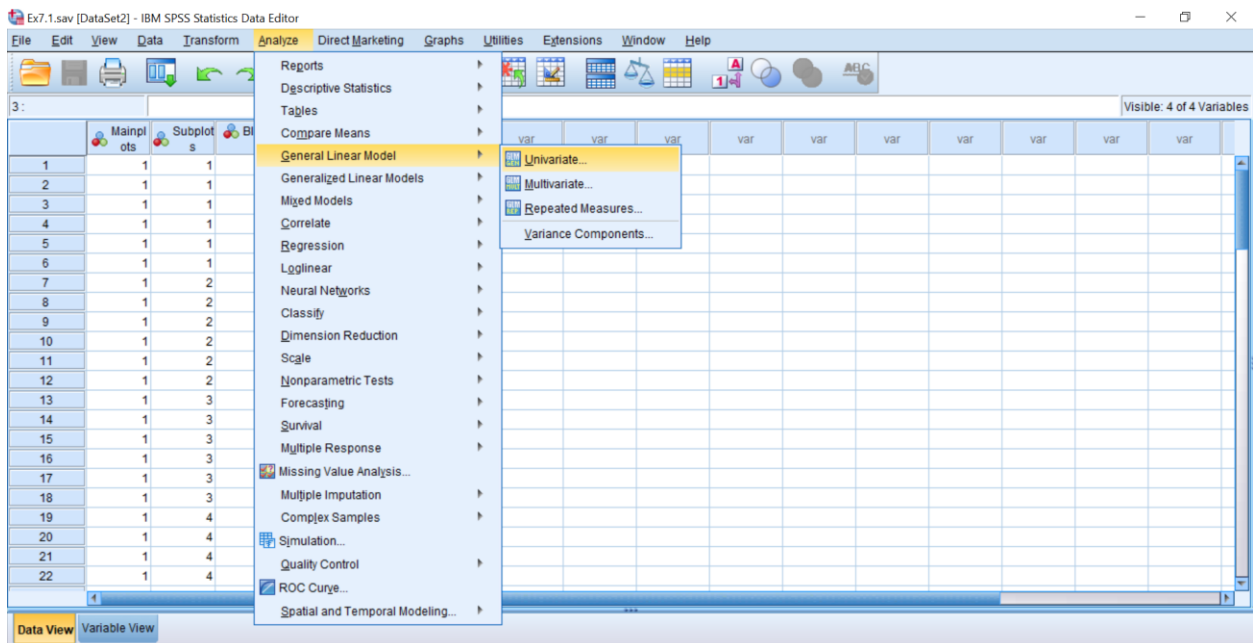 Ex7.1.sav [DataSet2] - IBM SPSS Statistics Data Editor
File Edit View Data Transform Analyze Direct Marketing Graphs Utilities Extensions Window Help
3 :
Visible: 4 of 4 Variables
Mainpl ots Subplot s Bl var var var var var var var var var
1 1 1
2 1 1
3 1 1
4 1 1
5 1 1
6 1 1
7 1 2
8 1 2
9 1 2
10 1 2
11 1 2
12 1 2
13 1 3
14 1 3
15 1 3
16 1 3
17 1 3
18 1 3
19 1 4
20 1 4
21 1 4
22 1 4
Reports
Descriptive Statistics
Tables
Compare Means
General Linear Model
Generalized Linear Models
Mixed Models
Correlate
Regression
Loglinear
Neural Networks
Classify
Dimension Reduction
Scale
Nonparametric Tests
Forecasting
Survival
Multiple Response
Missing Value Analysis...
Multiple Imputation
Complex Samples
Simulation...
Quality Control
ROC Curve...
Spatial and Temporal Modeling...
Univariate...
Multivariate...
Repeated Measures...
Variance Components...
Data View Variable View